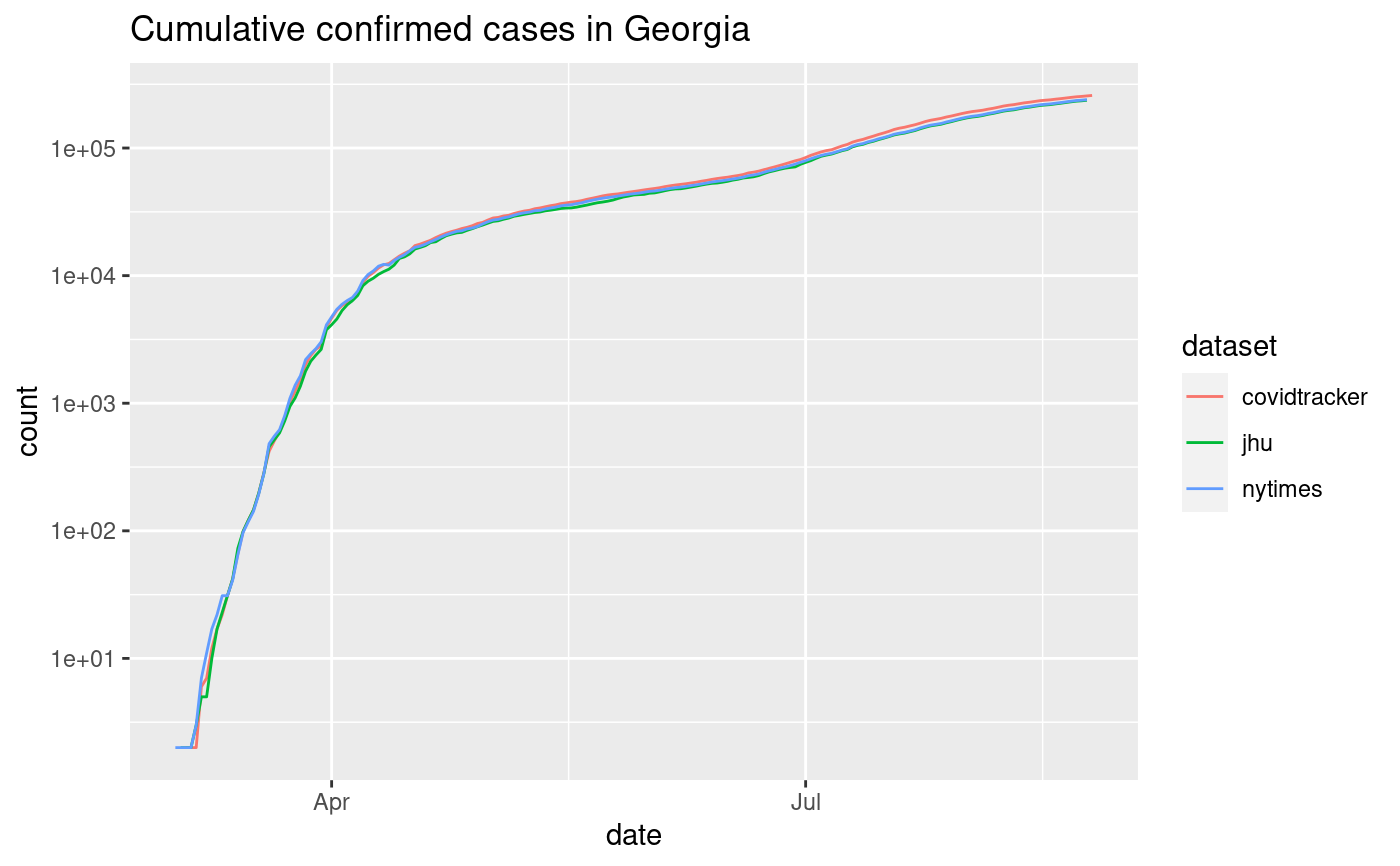 Cumulative confirmed cases in Georgia
count
1e+05
1e+04
1e+03
1e+02
1e+01
Apr
Jul
date
dataset
covidtracker
jhu
nytimes